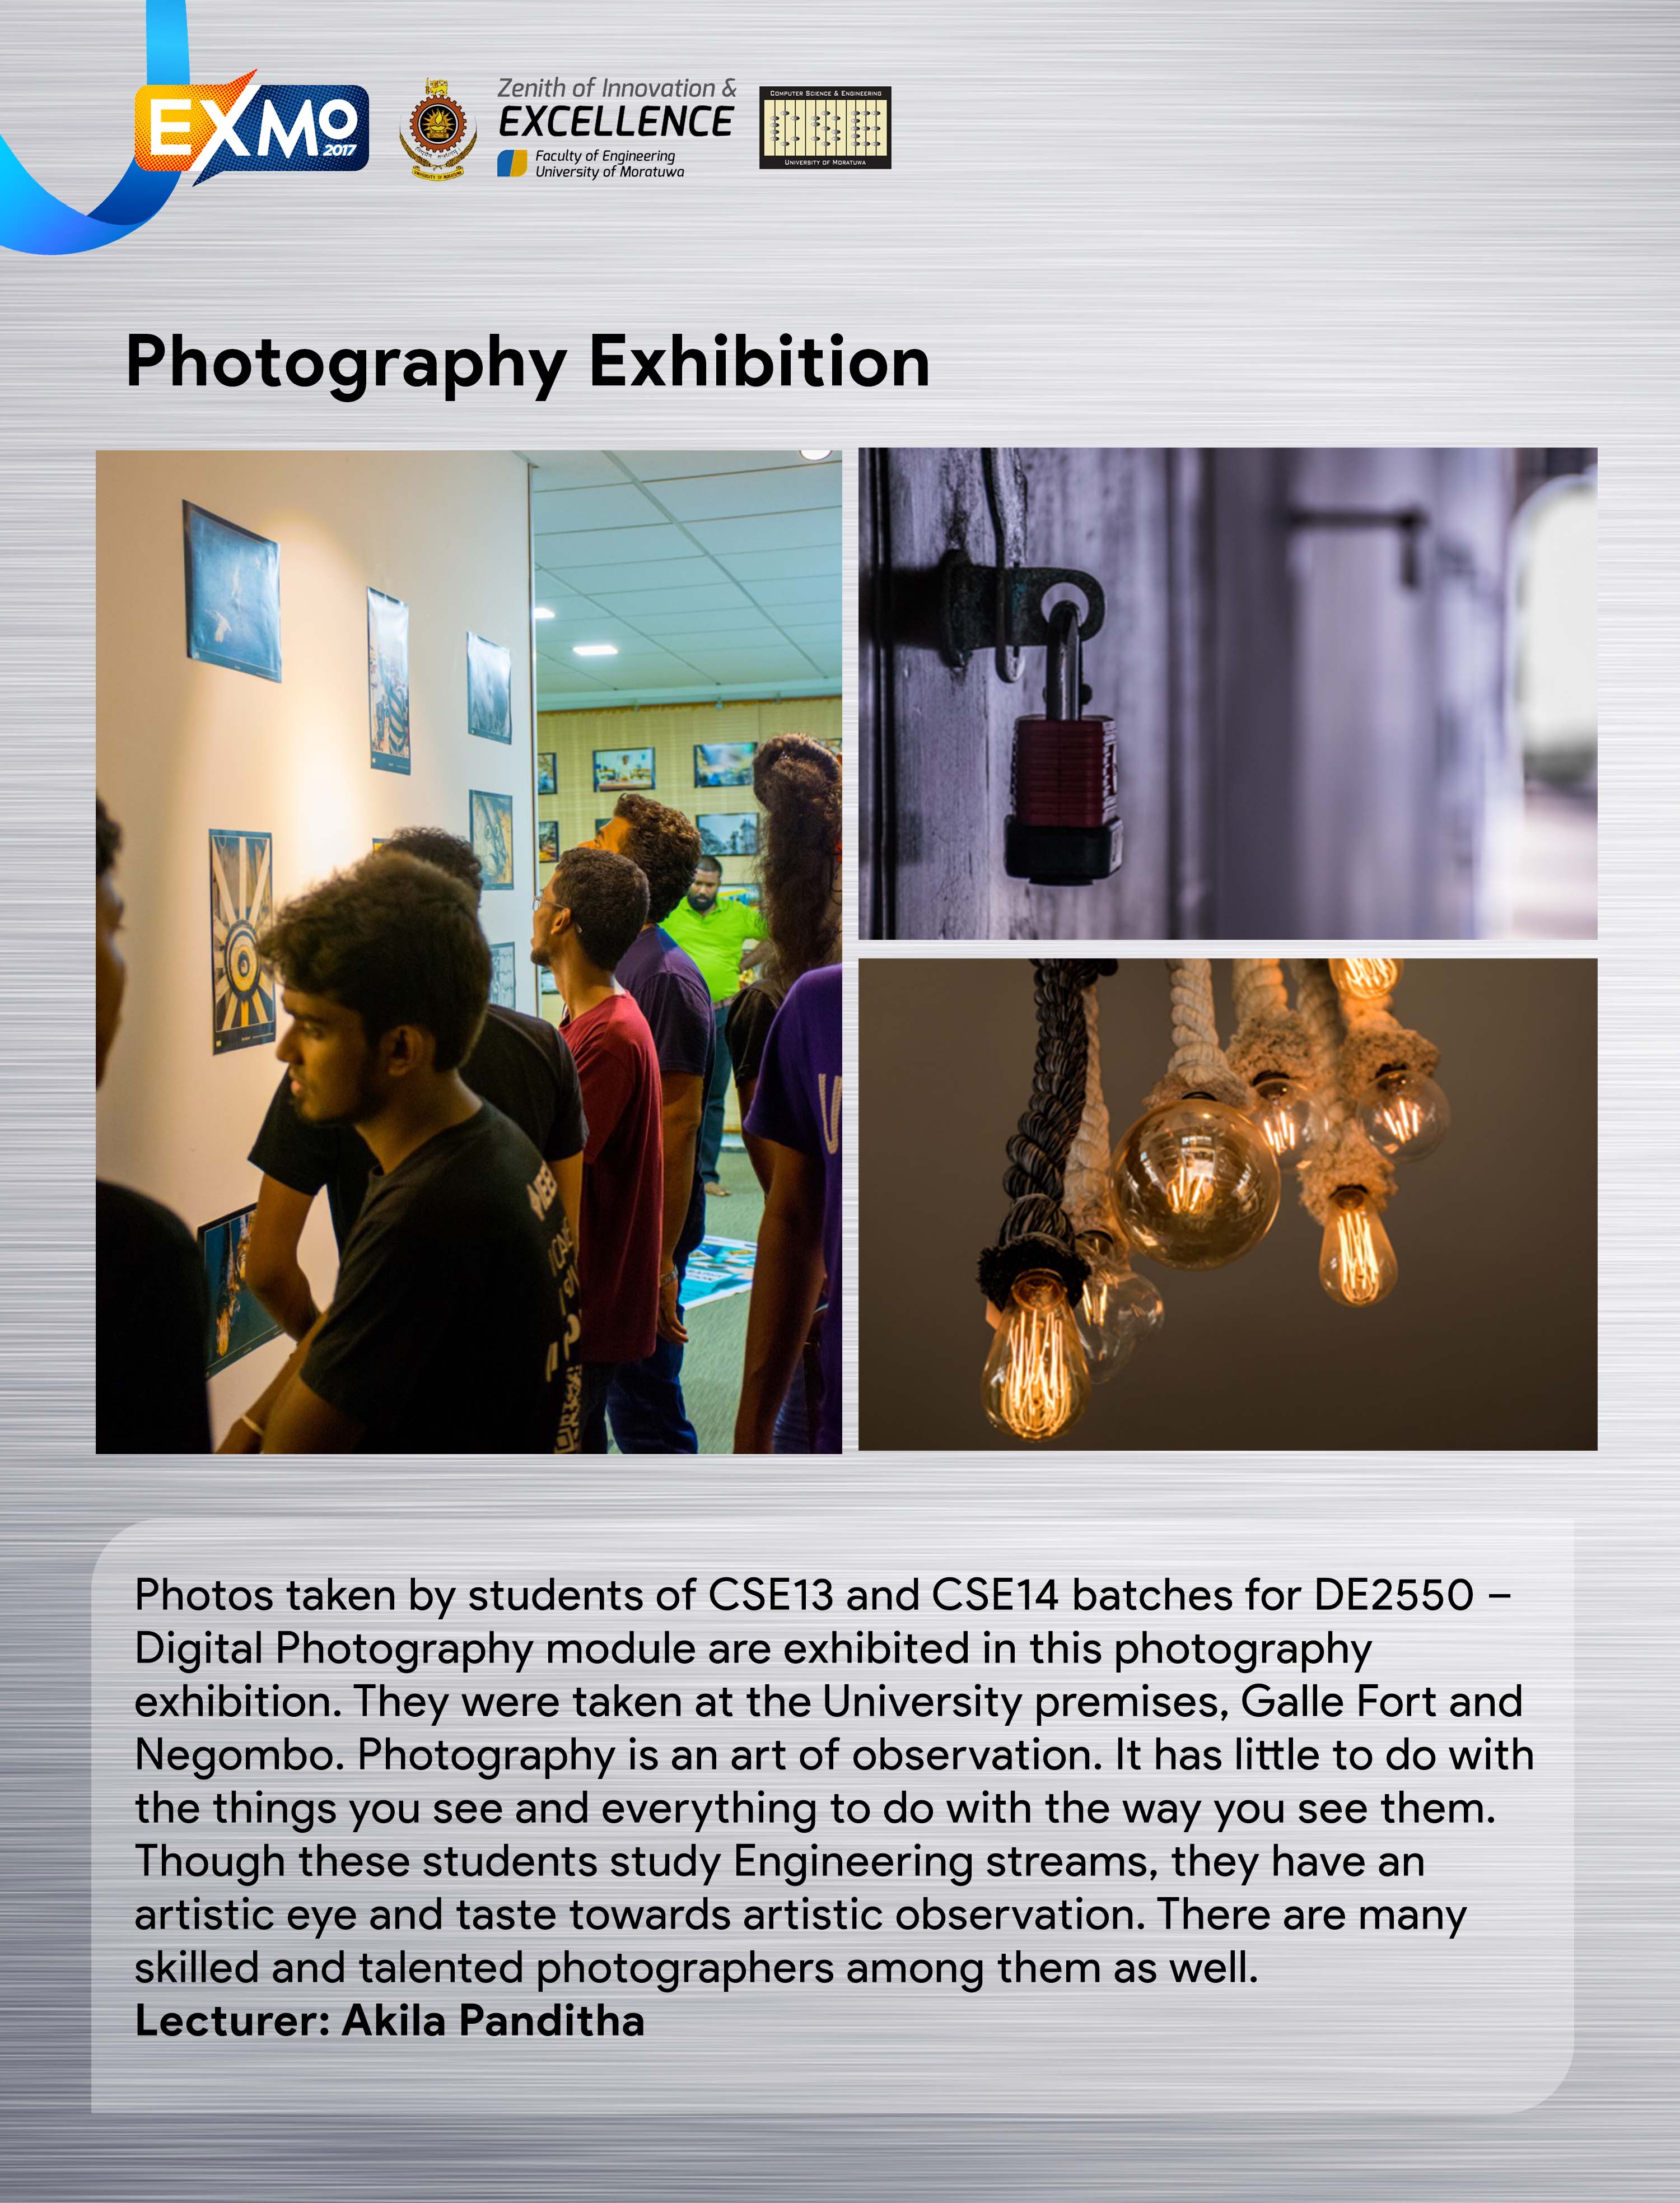 EXMO
2017
Zenith of Innovation &
EXCELLENCE
Faculty of Engineering
University of Moratuwa
COMPUTER SCIENCE & ENGINEERING
CSE
UNIVERSITY OF MORATUWA
UNIVERSITY OF MORATUWA
Photography Exhibition
Photos taken by students of CSE13 and CSE14 batches for DE2550 –
Digital Photography module are exhibited in this photography
exhibition. They were taken at the University premises, Galle Fort and
Negombo. Photography is an art of observation. It has little to do with
the things you see and everything to do with the way you see them.
Though these students study Engineering streams, they have an
artistic eye and taste towards artistic observation. There are many
skilled and talented photographers among them as well.
Lecturer: Akila Panditha